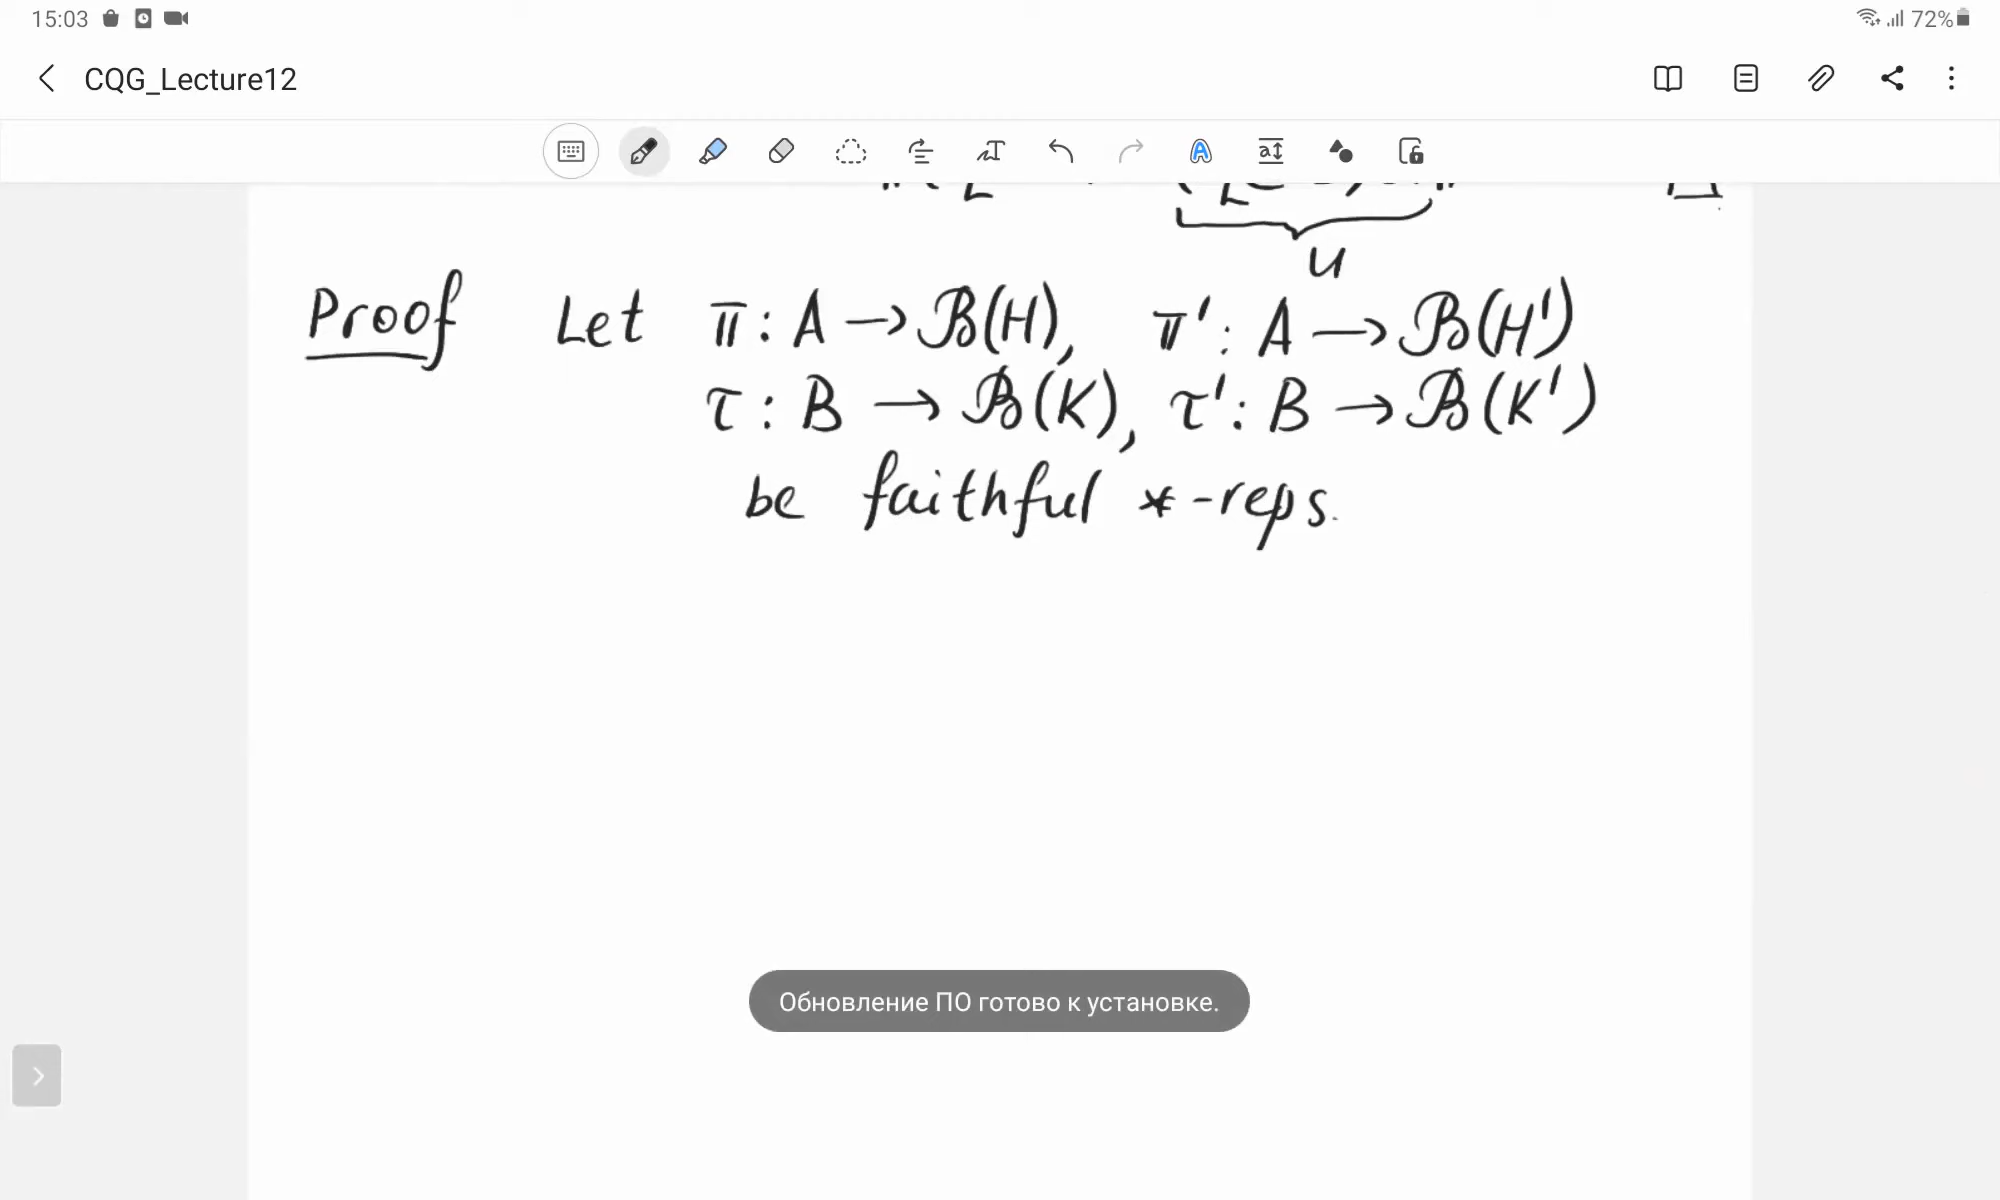 15:03
72%
CQG_Lecture12
u
Proof Let π: A → B(H), π': A → B(H')
τ: B → B(K), τ': B → B(K')
be faithful *-reps.
Обновление ПО готово к установке.